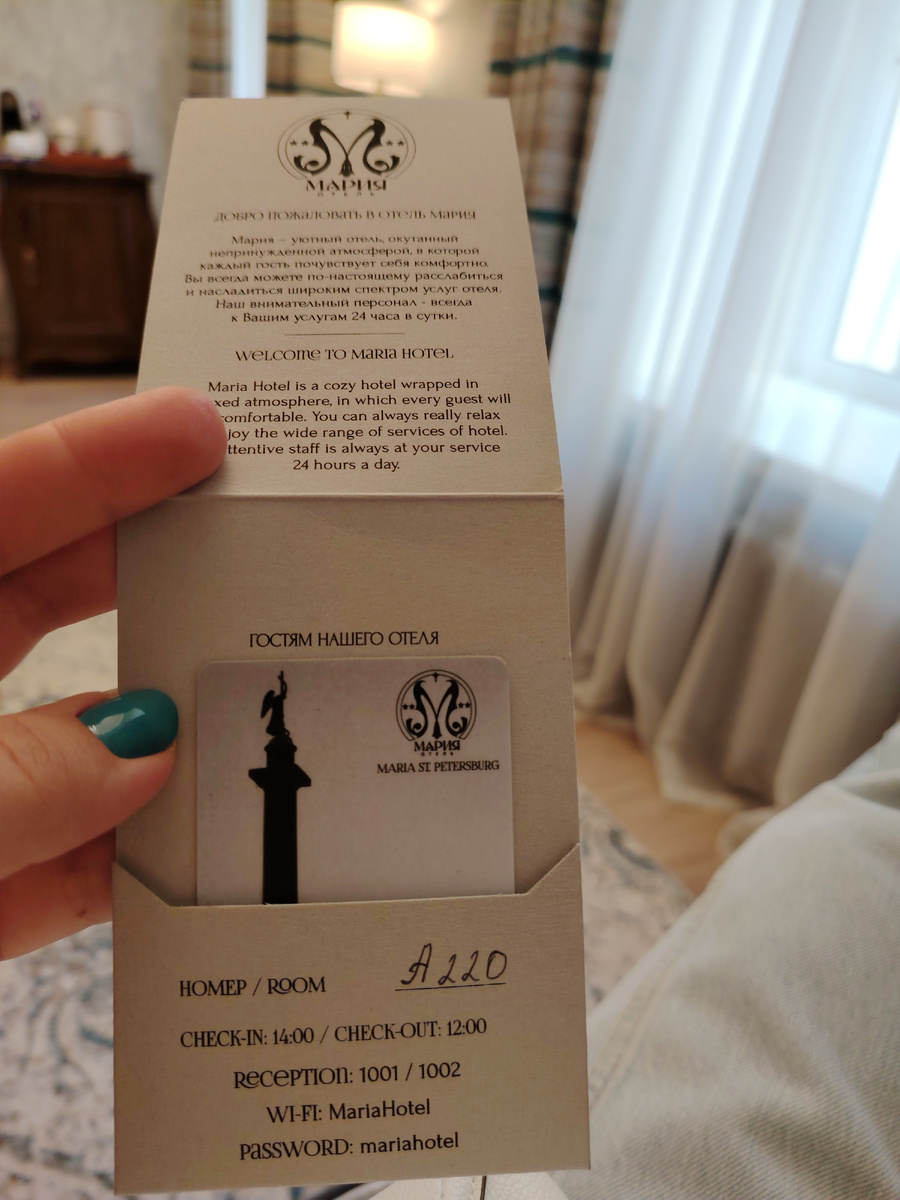 МАРИЯ
ОТЕЛЬ
ДОБРО ПОЖАЛОВАТЬ В ОТЕЛЬ МАРИЯ
Мария – уютный отель, окутанный
непринужденной атмосферой, в которой
каждый гость почувствует себя комфортно.
Вы всегда можете по-настоящему расслабиться
и насладиться широким спектром услуг отеля.
Наш внимательный персонал - всегда
к Вашим услугам 24 часа в сутки.
WELCOME TO MARIA HOTEL
Maria Hotel is a cozy hotel wrapped in
xed atmosphere, in which every guest will
comfortable. You can always really relax
joy the wide range of services of hotel.
ttentive staff is always at your service
24 hours a day.
ГОСТЯМ НАШЕГО ОТЕЛЯ
МАРИЯ
ОТЕЛЬ
MARIA ST. PETERSBURG
НОМЕР / ROOM A220
CHECK-IN: 14:00 / CHECK-OUT: 12:00
RECEPTION: 1001 / 1002
WI-FI: MariaHotel
PASSWORD: mariahotel